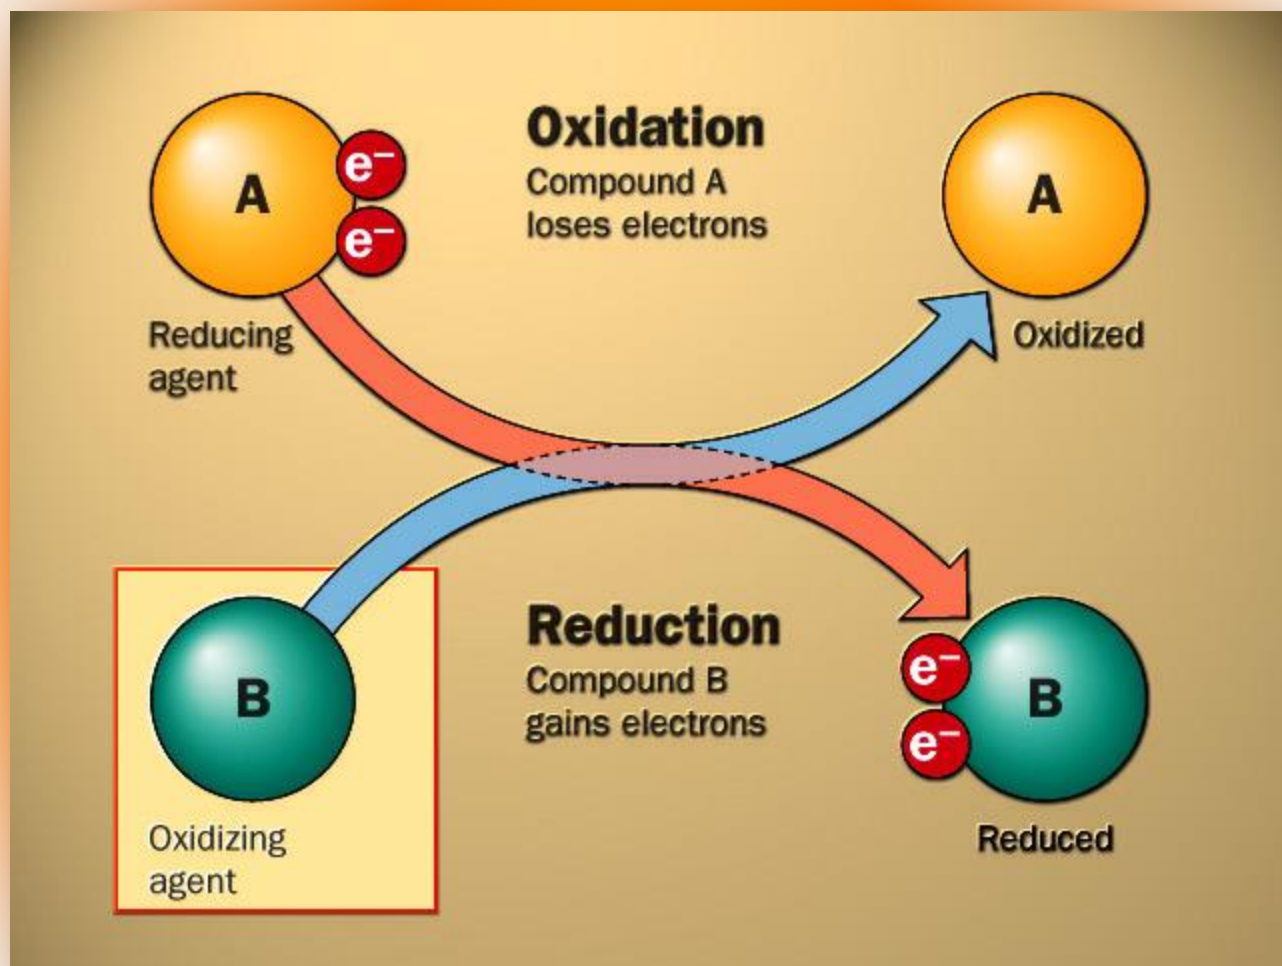 Oxidation
Compound A
loses electrons
A
e−
e−
Reducing
agent
A
Oxidized
Reduction
Compound B
gains electrons
B
Oxidizing
agent
e−
e−
B
Reduced